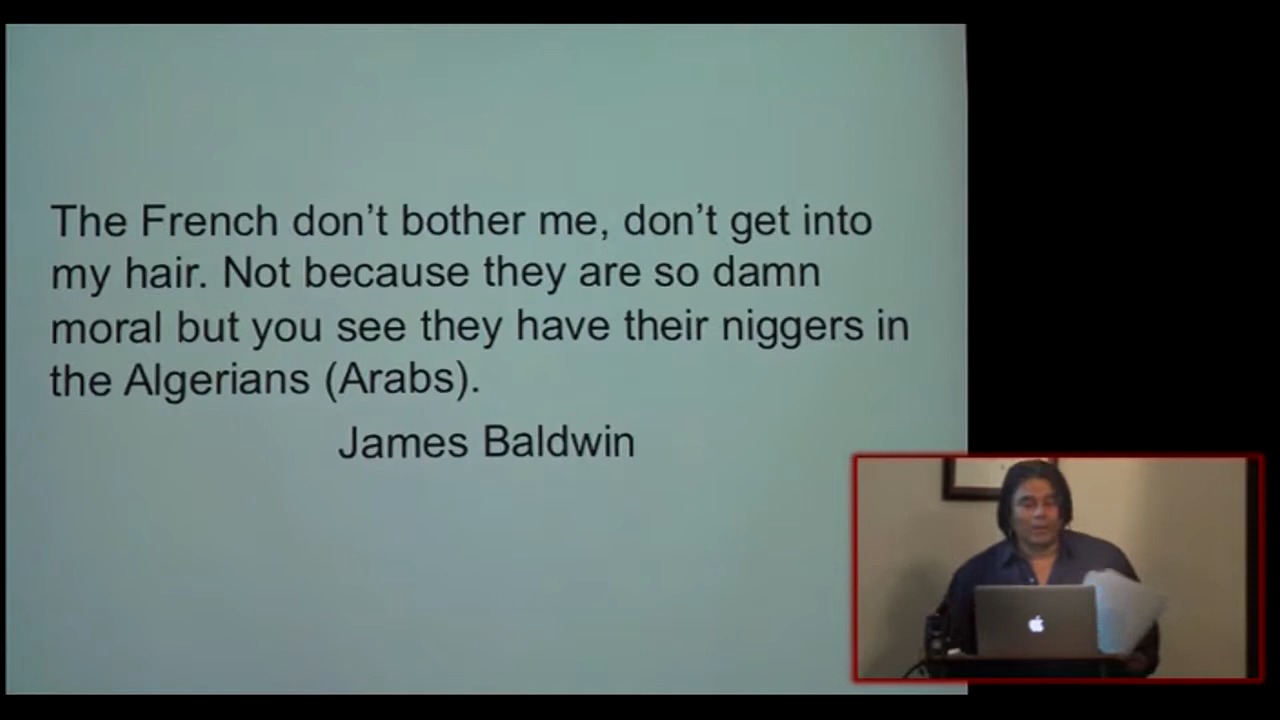 The French don’t bother me, don’t get into
my hair. Not because they are so damn
moral but you see they have their niggers in
the Algerians (Arabs).
James Baldwin